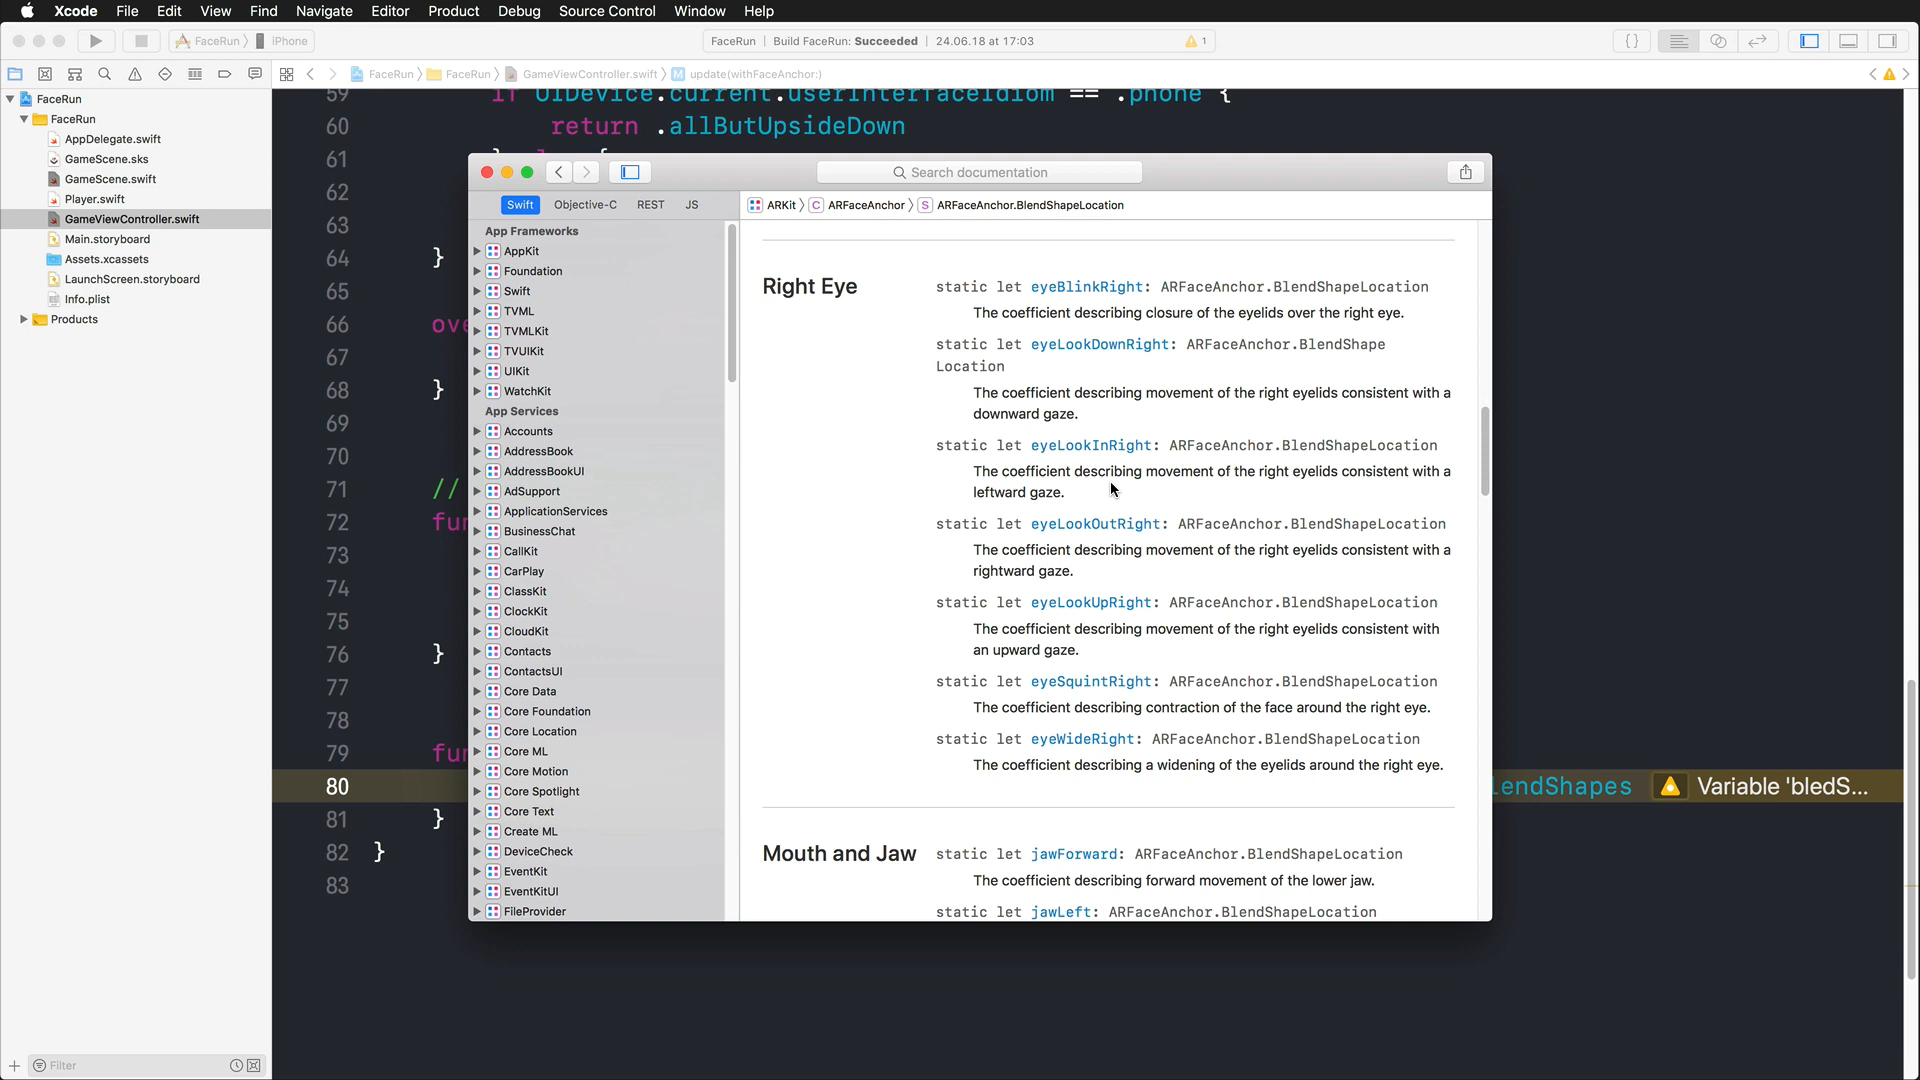 Xcode File Edit View Find Navigate Editor Product Debug Source Control Window Help
FaceRun iPhone
FaceRun | Build FaceRun: Succeeded | 24.06.18 at 17:03 1
FaceRun FaceRun GameViewController.swift M update(withFaceAnchor:)
FaceRun
FaceRun
AppDelegate.swift
GameScene.sks
GameScene.swift
Player.swift
GameViewController.swift
Main.storyboard
Assets.xcassets
LaunchScreen.storyboard
Info.plist
Products
Filter
59 if UIDevice.current.userInterfaceIdiom == .phone {
60 return .allButUpsideDown
61
62
63
64 }
65
66 ove
67
68 }
69
70
71 //
72 fun
73
74
75
76 }
77
78
79 fun
80 lendShapes Variable 'bledS...
81 }
82 }
83
Search documentation
Swift Objective-C REST JS
ARKit C ARFaceAnchor S ARFaceAnchor.BlendShapeLocation
App Frameworks
AppKit
Foundation
Swift
TVML
TVMLKit
TVUIKit
UIKit
WatchKit
App Services
Accounts
AddressBook
AddressBookUI
AdSupport
ApplicationServices
BusinessChat
CallKit
CarPlay
ClassKit
ClockKit
CloudKit
Contacts
ContactsUI
Core Data
Core Foundation
Core Location
Core ML
Core Motion
Core Spotlight
Core Text
Create ML
DeviceCheck
EventKit
EventKitUI
FileProvider
Right Eye
static let eyeBlinkRight: ARFaceAnchor.BlendShapeLocation
The coefficient describing closure of the eyelids over the right eye.
static let eyeLookDownRight: ARFaceAnchor.BlendShape
Location
The coefficient describing movement of the right eyelids consistent with a
downward gaze.
static let eyeLookInRight: ARFaceAnchor.BlendShapeLocation
The coefficient describing movement of the right eyelids consistent with a
leftward gaze.
static let eyeLookOutRight: ARFaceAnchor.BlendShapeLocation
The coefficient describing movement of the right eyelids consistent with a
rightward gaze.
static let eyeLookUpRight: ARFaceAnchor.BlendShapeLocation
The coefficient describing movement of the right eyelids consistent with
an upward gaze.
static let eyeSquintRight: ARFaceAnchor.BlendShapeLocation
The coefficient describing contraction of the face around the right eye.
static let eyeWideRight: ARFaceAnchor.BlendShapeLocation
The coefficient describing a widening of the eyelids around the right eye.
Mouth and Jaw
static let jawForward: ARFaceAnchor.BlendShapeLocation
The coefficient describing forward movement of the lower jaw.
static let jawLeft: ARFaceAnchor.BlendShapeLocation